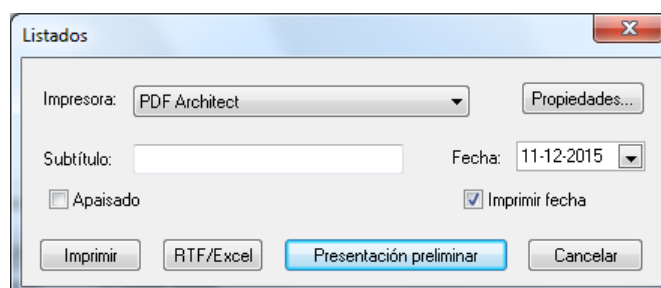 Listados
Impresora: PDF Architect Propiedades...
Subtítulo: Fecha: 11-12-2015
Apaisado Imprimir fecha
Imprimir RTF/Excel Presentación preliminar Cancelar